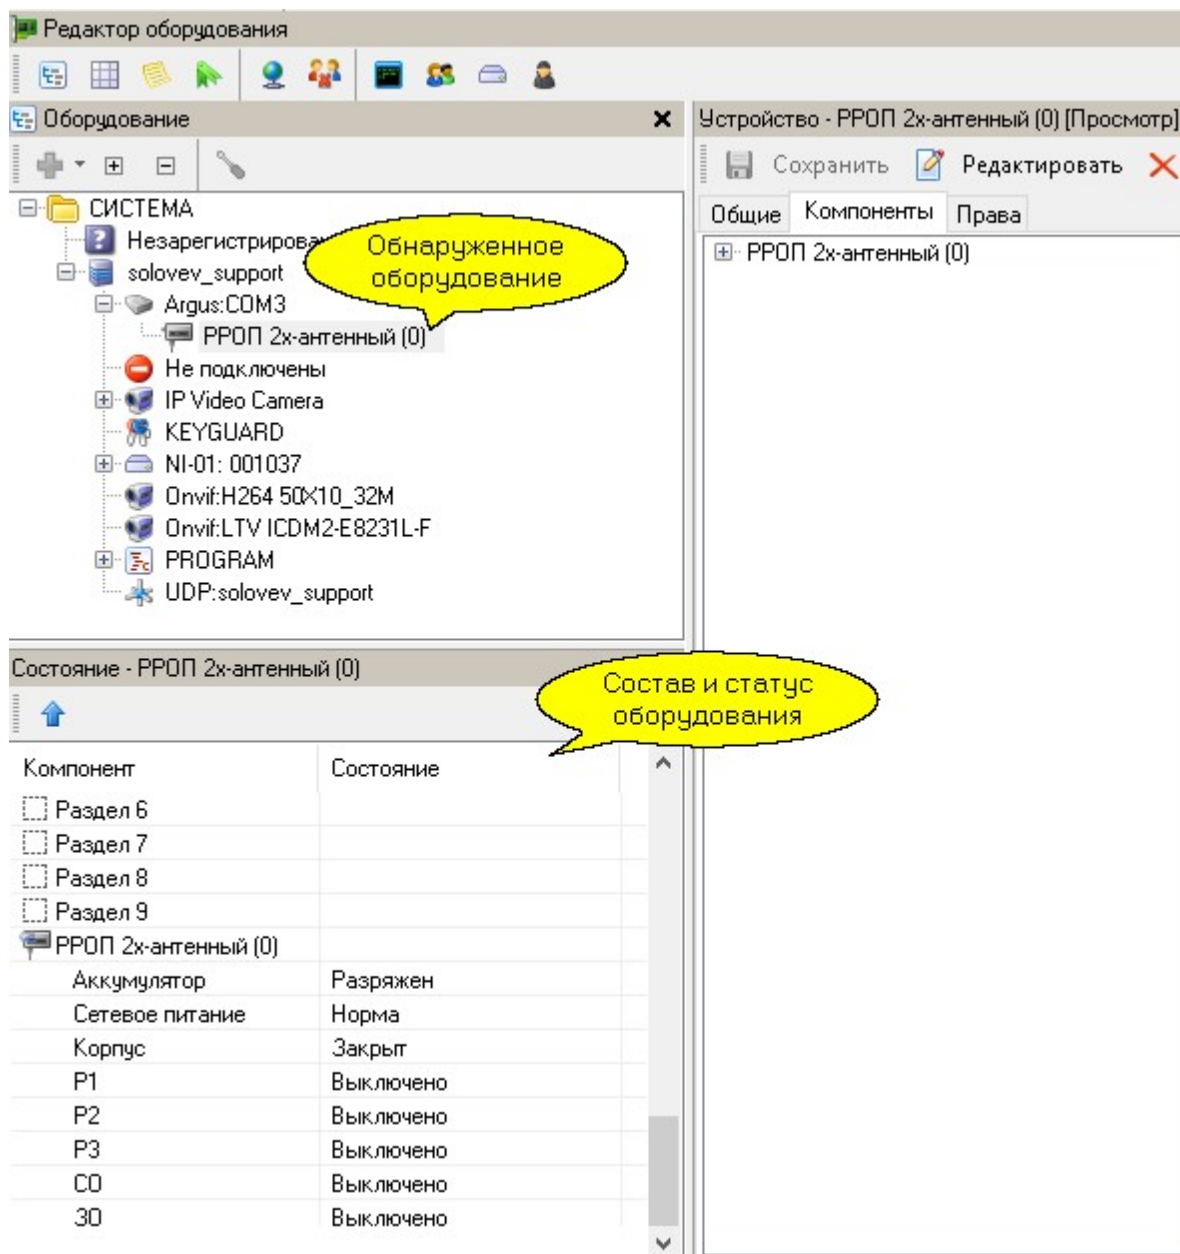 Редактор оборудования
Оборудование
СИСТЕМА
Незарегистрирова
solovev_support
Argus:COM3
РРОП 2х-антенный (0)
Не подключены
IP Video Camera
KEYGUARD
NI-01: 001037
Onvif:H264 50X10_32M
Onvif:LTV ICDM2-E8231L-F
PROGRAM
UDP:solovev_support
Обнаруженное
оборудование
Устройство - РРОП 2х-антенный (0) [Просмотр]
Сохранить Редактировать
Общие Компоненты Права
РРОП 2х-антенный (0)
Состояние - РРОП 2х-антенный (0)
Состав и статус
оборудования
Компонент Состояние
Раздел 6
Раздел 7
Раздел 8
Раздел 9
РРОП 2х-антенный (0)
Аккумулятор Разряжен
Сетевое питание Норма
Корпус Закрыт
Р1 Выключено
Р2 Выключено
Р3 Выключено
СО Выключено
ЗО Выключено